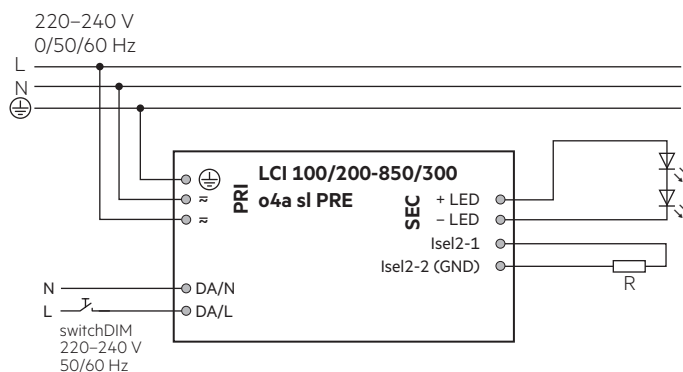 220–240 V
0/50/60 Hz
L
N
LCI 100/200-850/300
o4a sl PRE
PRI
≂
≂
SEC
+ LED
– LED
Isel2-1
Isel2-2 (GND)
R
N
DA/N
L
DA/L
switchDIM
220–240 V
50/60 Hz